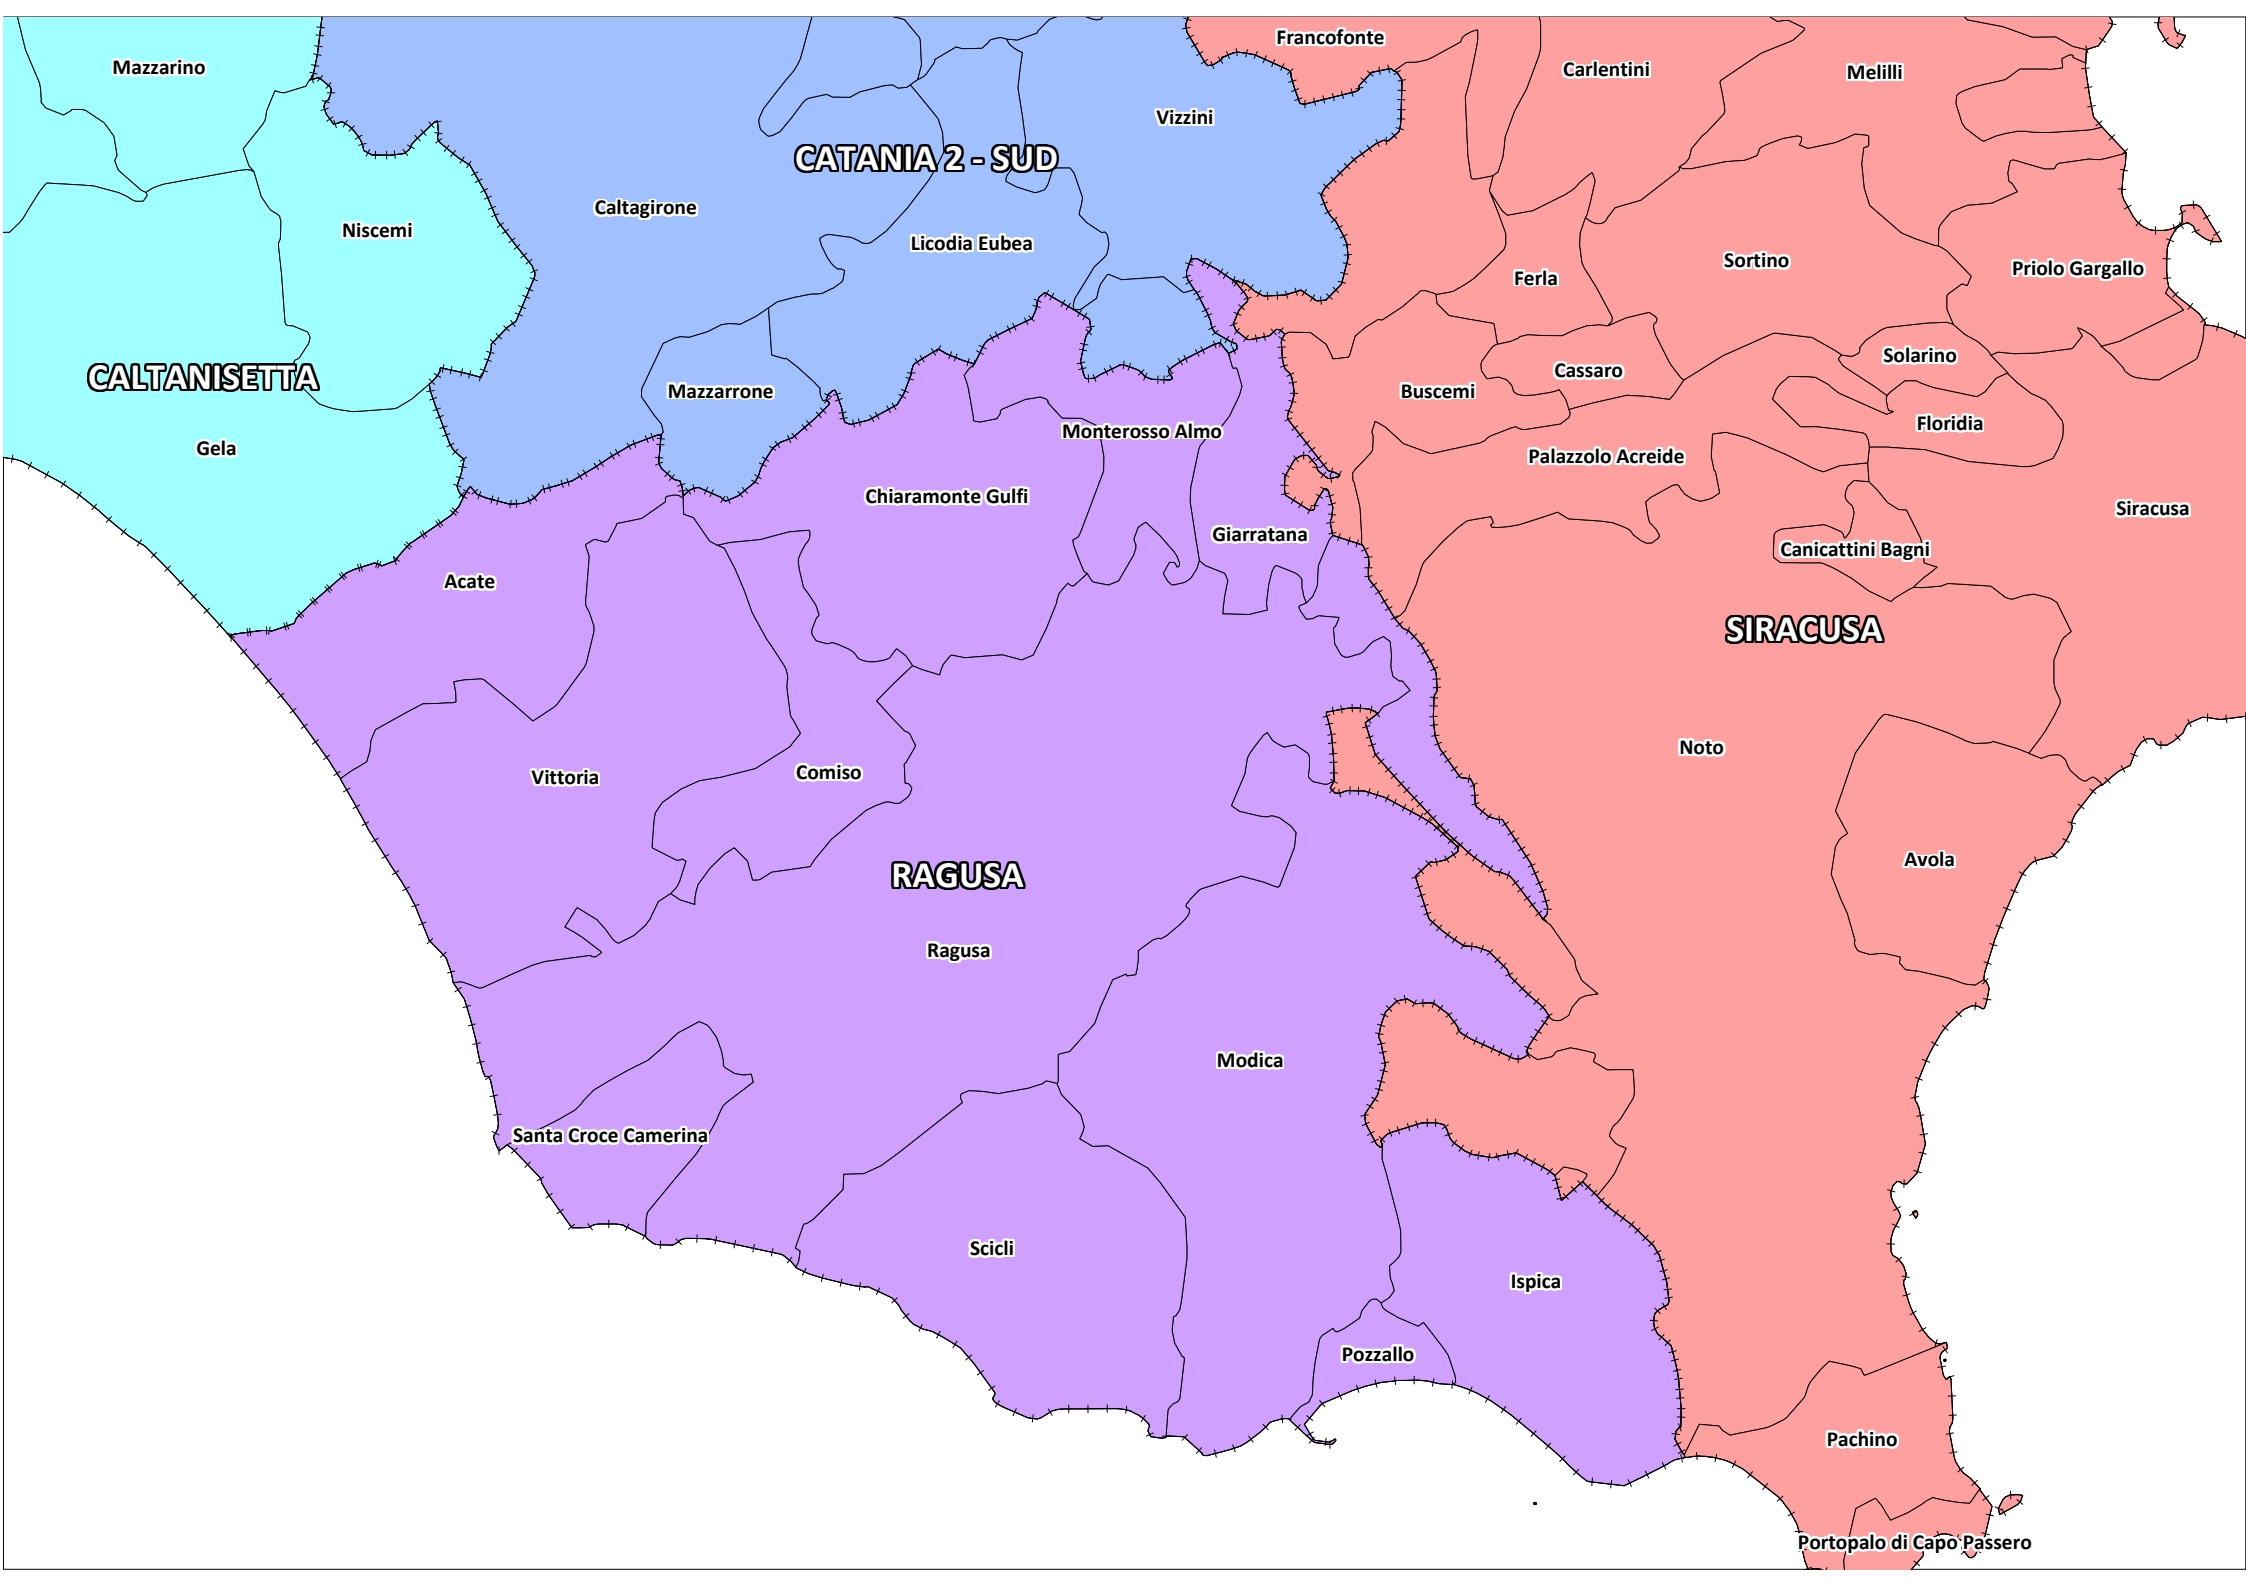 Francofonte
Mazzarino
Carlentini
Melilli
Vizzini
CATANIA 2 - SUD
Caltagirone
Niscemi
Licodia Eubea
Sortino
Priolo Gargallo
Ferla
Solarino
Cassaro
CALTANISETTA
Mazzarrone
Buscemi
Floridia
Monterosso Almo
Gela
Palazzolo Acreide
Chiaramonte Gulfi
Siracusa
Giarratana
Canicattini Bagni
Acate
SIRACUSA
Noto
Comiso
Vittoria
Avola
RAGUSA
Ragusa
Modica
Santa Croce Camerina
Scicli
Ispica
Pozzallo
Pachino
Portopalo di Capo Passero